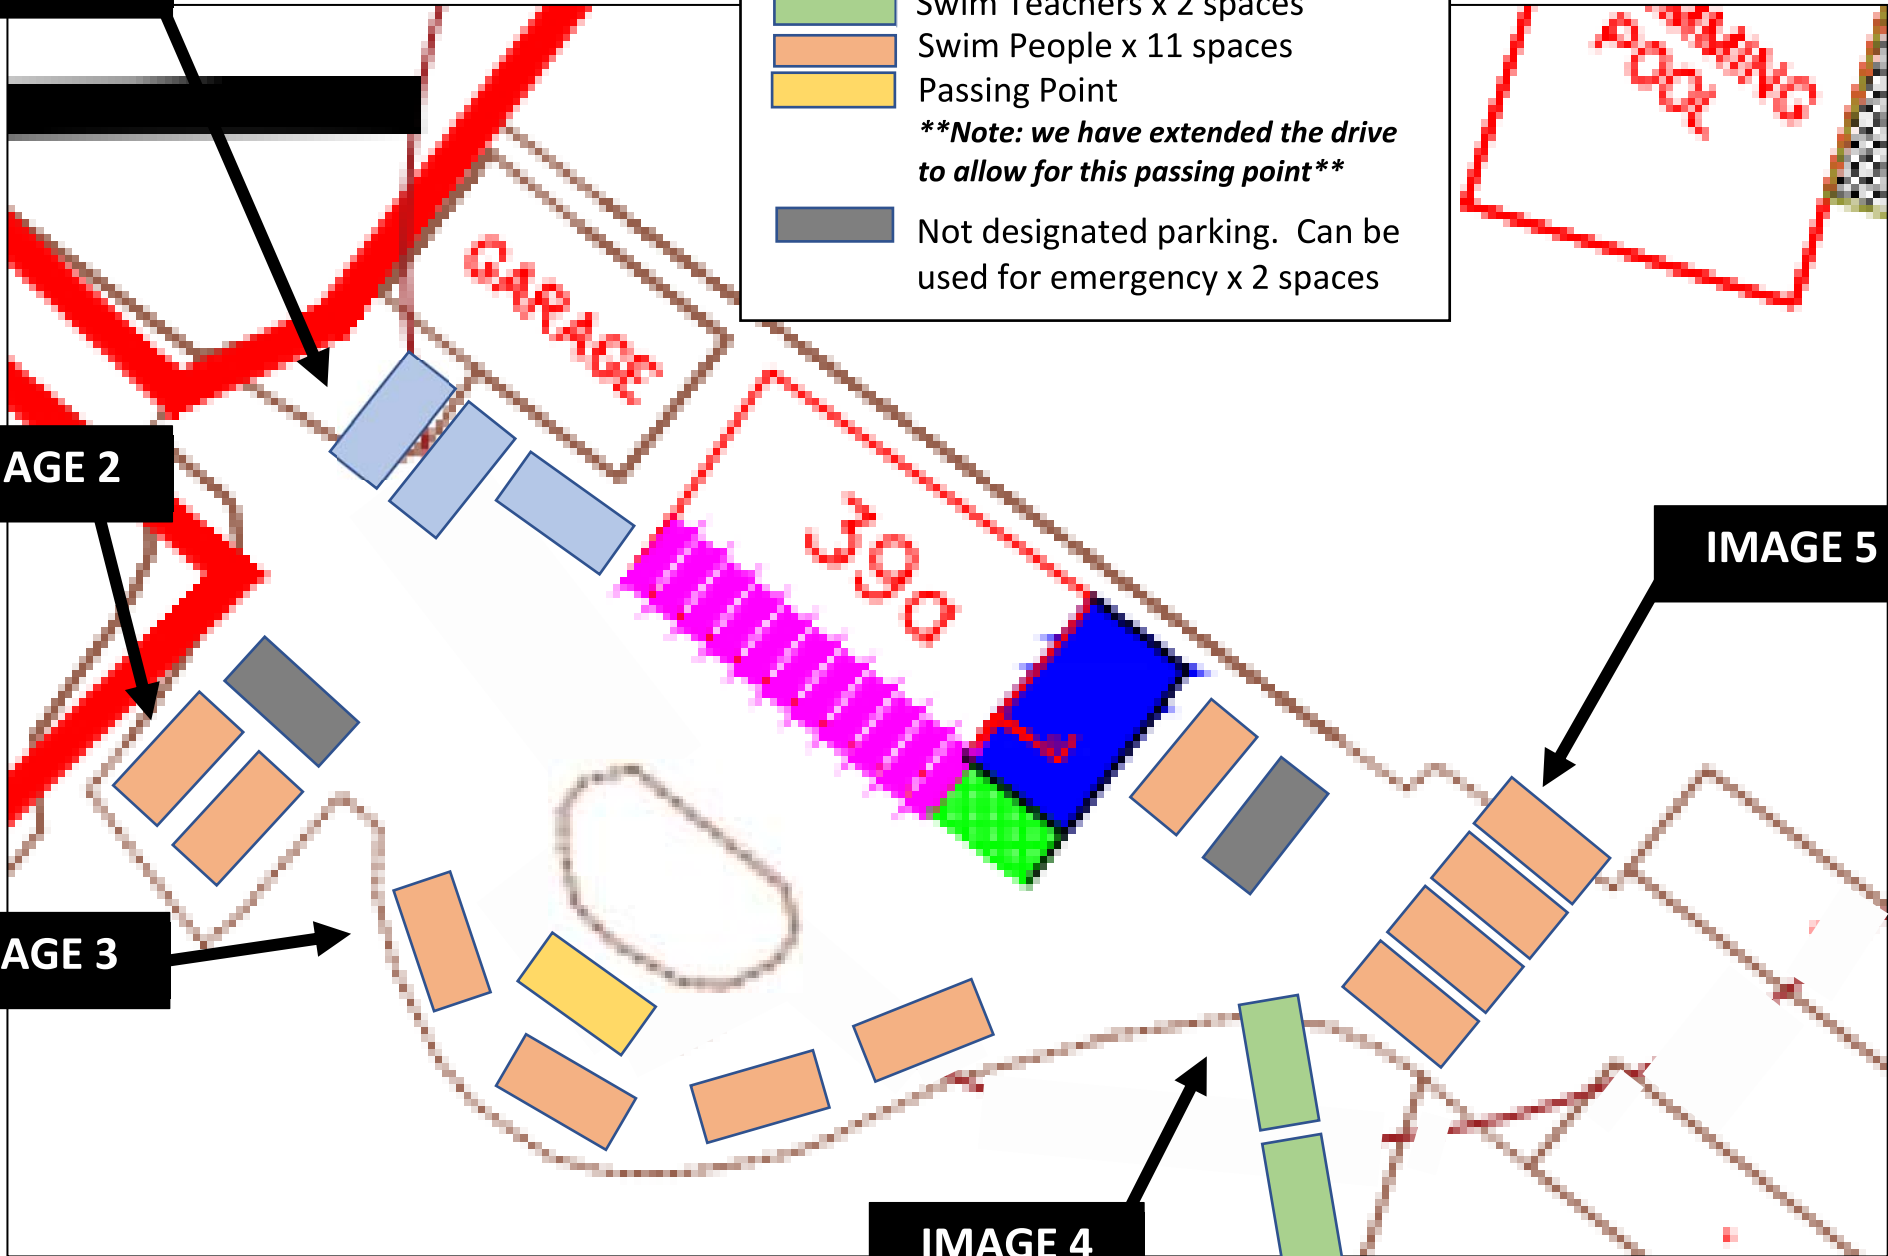 Swim Teachers x 2 spaces
Swim People x 11 spaces
Passing Point
**Note: we have extended the drive
to allow for this passing point**
Not designated parking. Can be
used for emergency x 2 spaces
MMING
POOL
GARAGE
AGE 2
39a
IMAGE 5
AGE 3
IMAGE 4